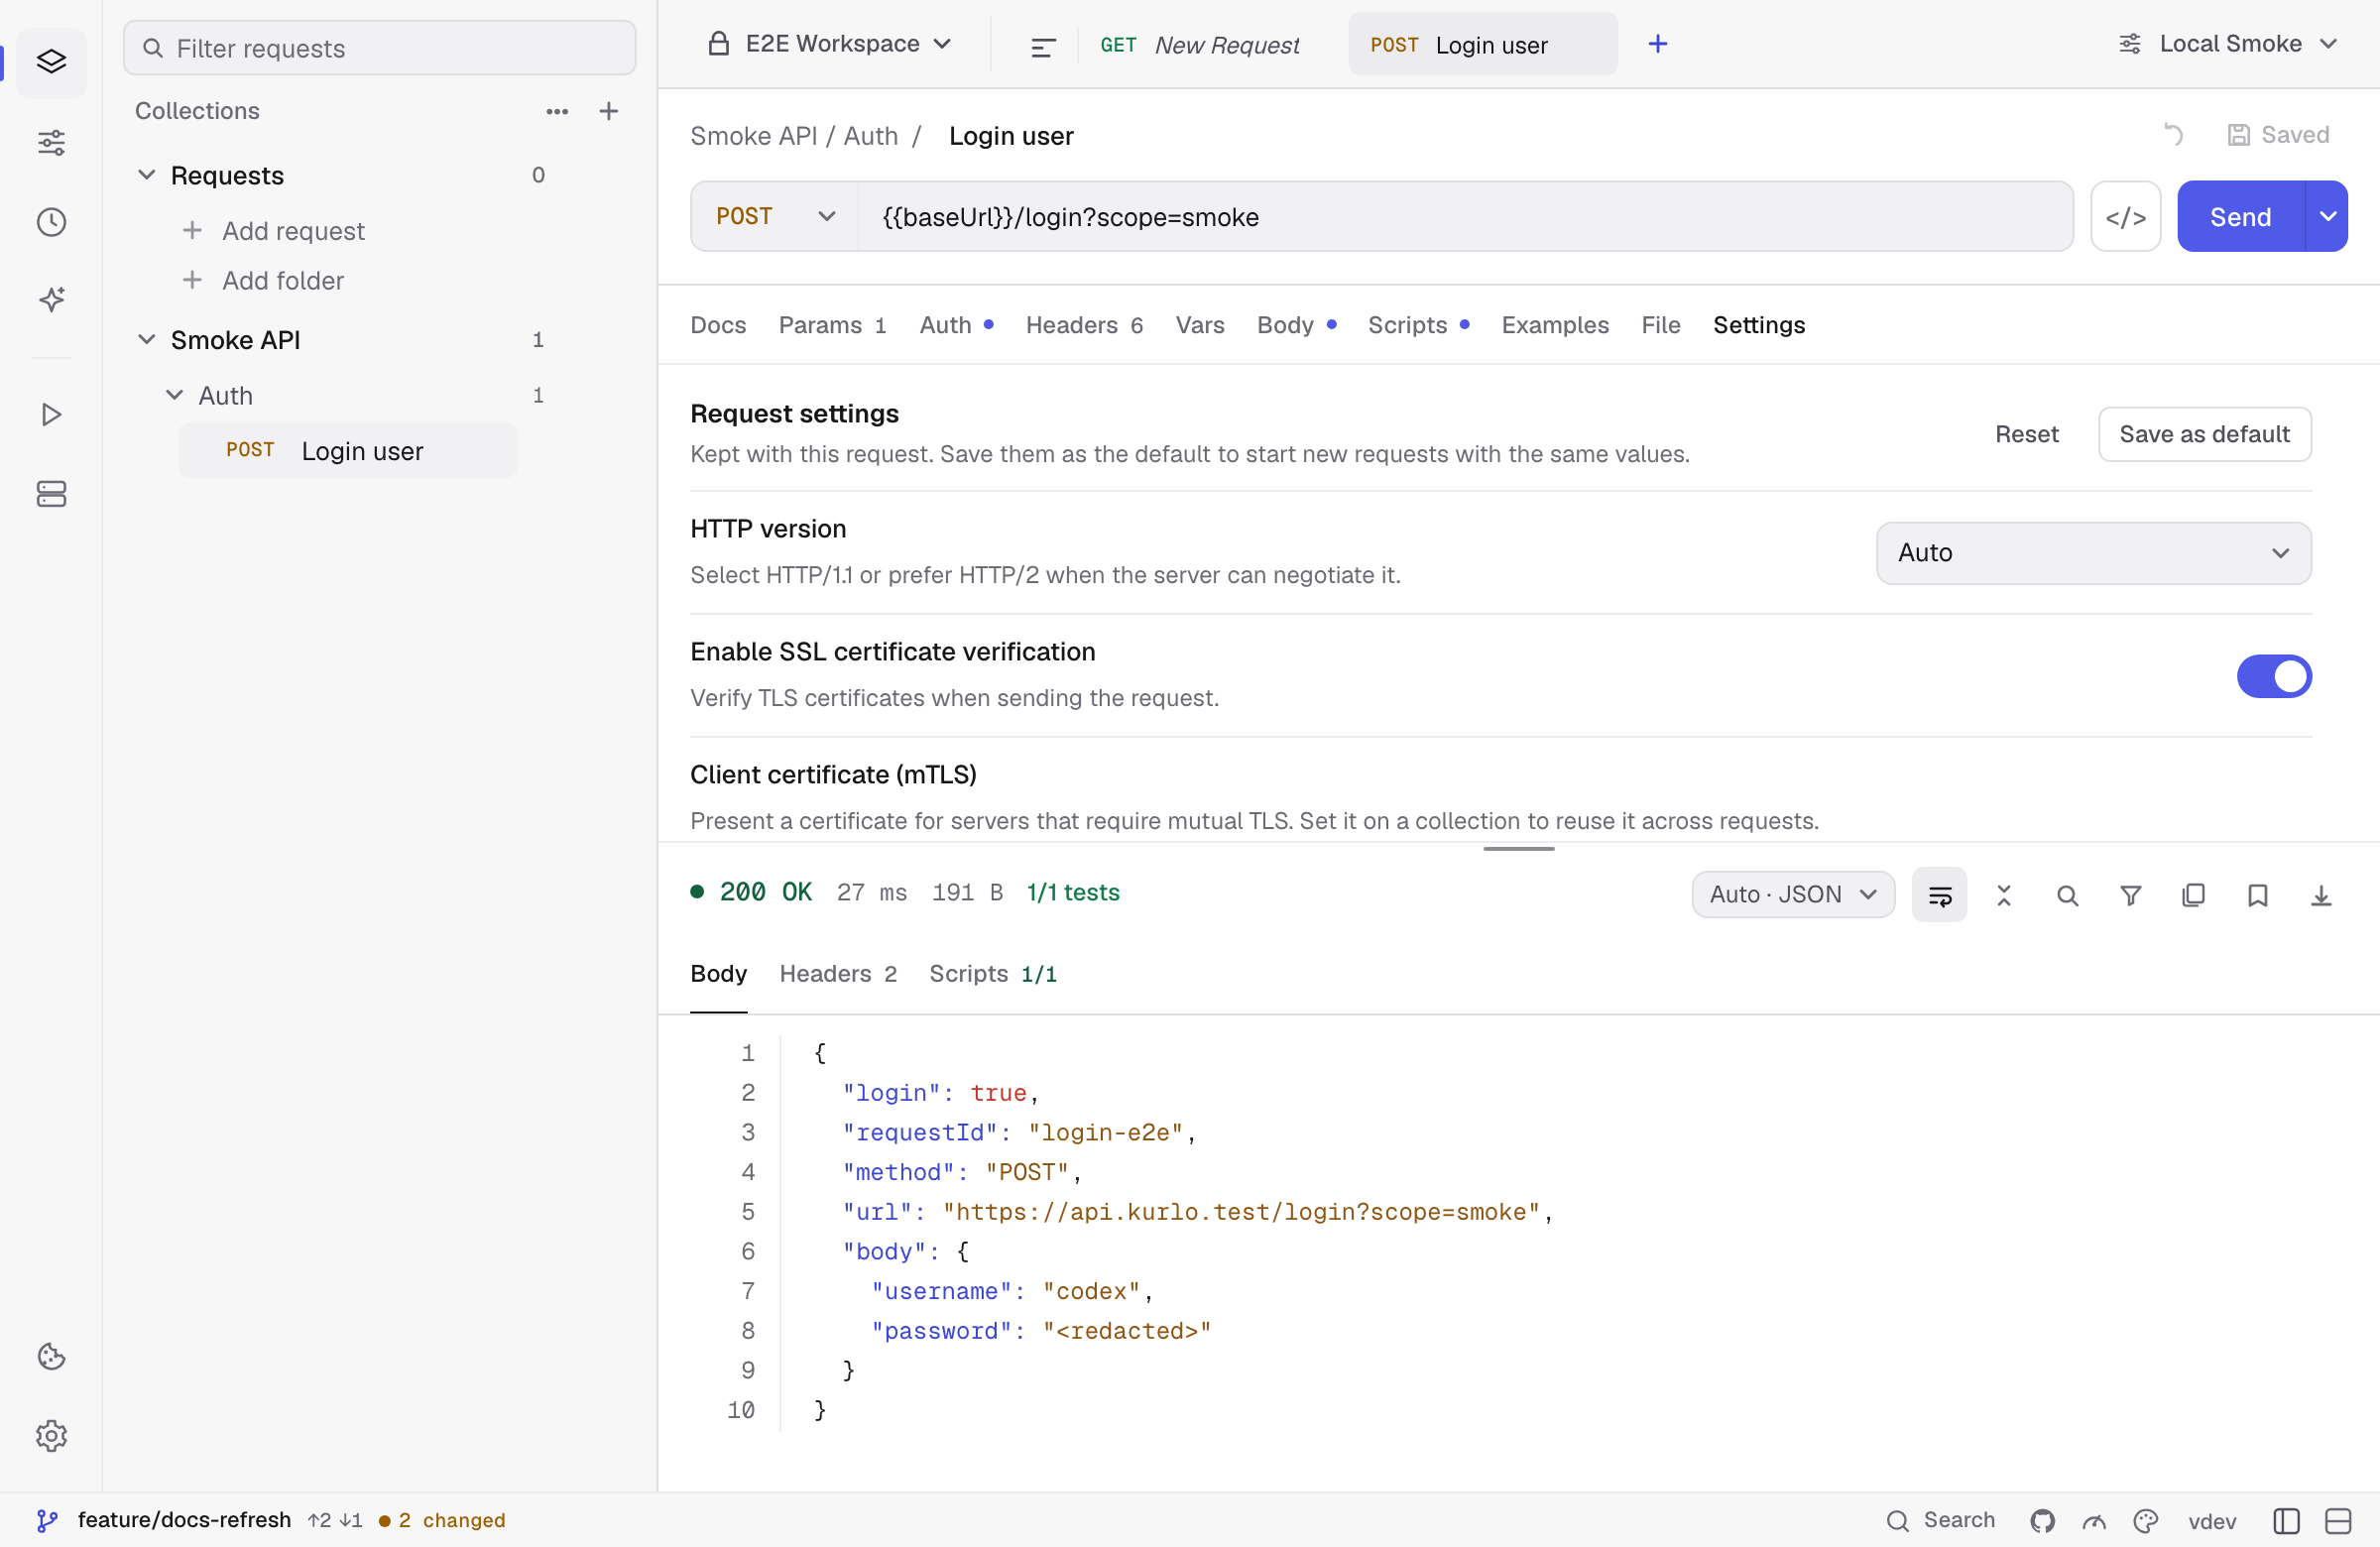 Filter requests
Collections
Requests 0
Add request
Add folder
Smoke API 1
Auth 1
POST Login user
E2E Workspace
GET New Request
POST Login user
Local Smoke
Smoke API / Auth / Login user
Saved
POST {{baseUrl}}/login?scope=smoke
</>
Send
Docs Params 1 Auth Headers 6 Vars Body Scripts Examples File Settings
Request settings
Kept with this request. Save them as the default to start new requests with the same values.
Reset
Save as default
HTTP version
Select HTTP/1.1 or prefer HTTP/2 when the server can negotiate it.
Auto
Enable SSL certificate verification
Verify TLS certificates when sending the request.
Client certificate (mTLS)
Present a certificate for servers that require mutual TLS. Set it on a collection to reuse it across requests.
200 OK 27 ms 191 B 1/1 tests
Auto · JSON
Body Headers 2 Scripts 1/1
1 {
2 "login": true,
3 "requestId": "login-e2e",
4 "method": "POST",
5 "url": "https://api.kurlo.test/login?scope=smoke",
6 "body": {
7 "username": "codex",
8 "password": "<redacted>"
9 }
10 }
feature/docs-refresh ↑2 ↓1 2 changed
Search
vdev